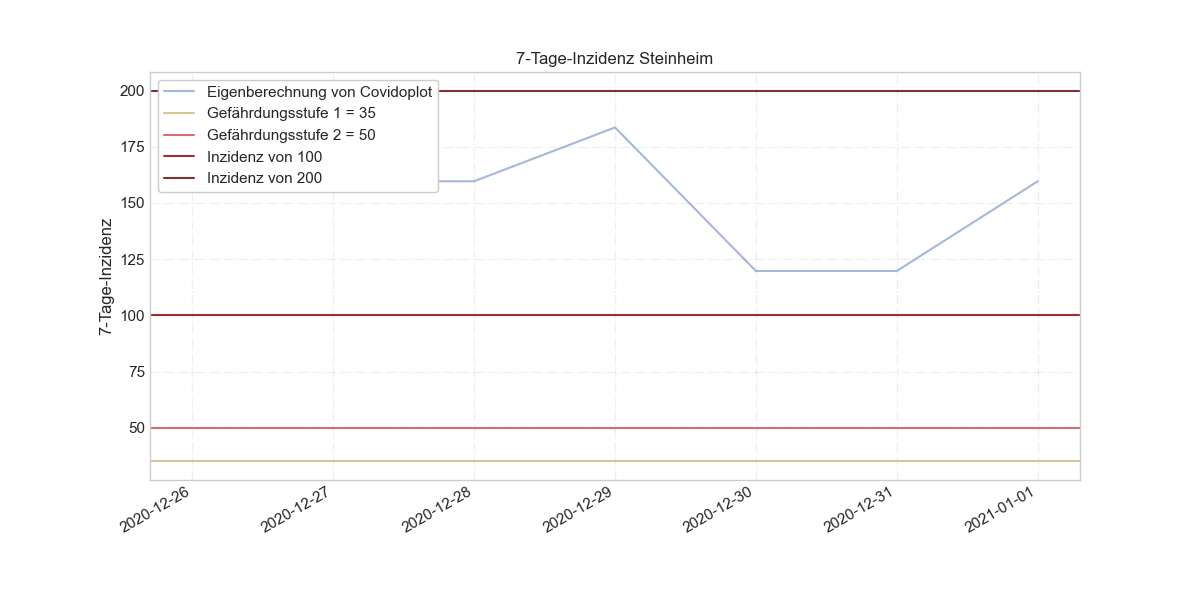 7-Tage-Inzidenz Steinheim
Eigenberechnung von Covidoplot
Gefährdungsstufe 1 = 35
Gefährdungsstufe 2 = 50
Inzidenz von 100
Inzidenz von 200
7-Tage-Inzidenz
200
175
150
125
100
75
50
2020-12-26
2020-12-27
2020-12-28
2020-12-29
2020-12-30
2020-12-31
2021-01-01